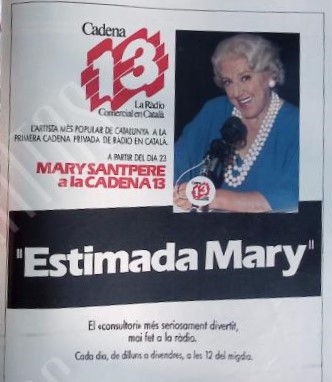 Cadena
13
La Ràdio
Comercial en Català
L'ARTISTA MÉS POPULAR DE CATALUNYA A LA
PRIMERA CADENA PRIVADA DE RÀDIO EN CATALÀ.
A PARTIR DEL DIA 23
MARY SANTPERE
a la CADENA 13
13
"Estimada Mary"
El «consultori» més seriosament divertit,
mai fet a la ràdio.
Cada dia, de dilluns a divendres, a les 12 del migdia.